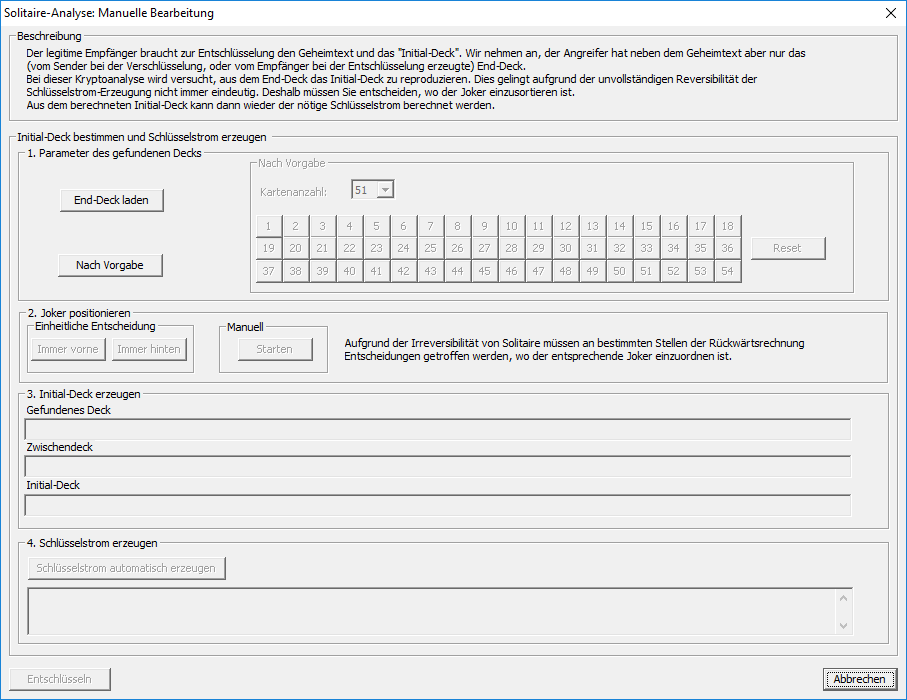 Solitaire-Analyse: Manuelle Bearbeitung
Beschreibung
Der legitime Empfänger braucht zur Entschlüsselung den Geheimtext und das "Initial-Deck". Wir nehmen an, der Angreifer hat neben dem Geheimtext aber nur das
(vom Sender bei der Verschlüsselung, oder vom Empfänger bei der Entschlüsselung erzeugte) End-Deck.
Bei dieser Kryptoanalyse wird versucht, aus dem End-Deck das Initial-Deck zu reproduzieren. Dies gelingt aufgrund der unvollständigen Reversibilität der
Schlüsselstrom-Erzeugung nicht immer eindeutig. Deshalb müssen Sie entscheiden, wo der Joker einzusortieren ist.
Aus dem berechneten Initial-Deck kann dann wieder der nötige Schlüsselstrom berechnet werden.
Initial-Deck bestimmen und Schlüsselstrom erzeugen
1. Parameter des gefundenen Decks
End-Deck laden
Nach Vorgabe
Nach Vorgabe
Kartenanzahl: 51
1 2 3 4 5 6 7 8 9 10 11 12 13 14 15 16 17 18
19 20 21 22 23 24 25 26 27 28 29 30 31 32 33 34 35 36
37 38 39 40 41 42 43 44 45 46 47 48 49 50 51 52 53 54
Reset
2. Joker positionieren
Einheitliche Entscheidung
Immer vorne Immer hinten
Manuell
Starten
Aufgrund der Irreversibilität von Solitaire müssen an bestimmten Stellen der Rückwärtsrechnung
Entscheidungen getroffen werden, wo der entsprechende Joker einzuordnen ist.
3. Initial-Deck erzeugen
Gefundenes Deck
Zwischendeck
Initial-Deck
4. Schlüsselstrom erzeugen
Schlüsselstrom automatisch erzeugen
Entschlüsseln
Abbrechen